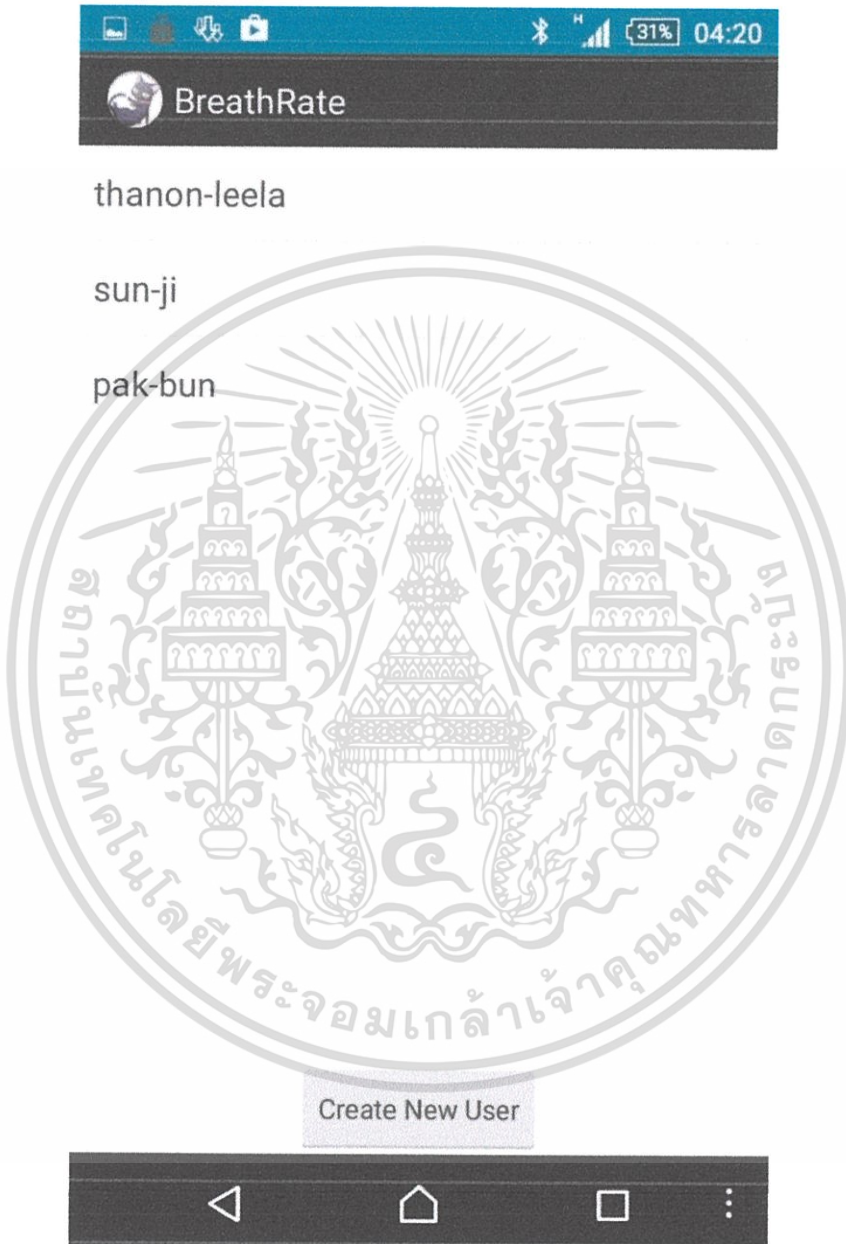 H 31% 04:20
BreathRate
thanon-leela
sun-ji
pak-bun
สถาบันเทคโนโลยีพระจอมเกล้าเจ้าคุณทหารลาดกระบัง
Create New User